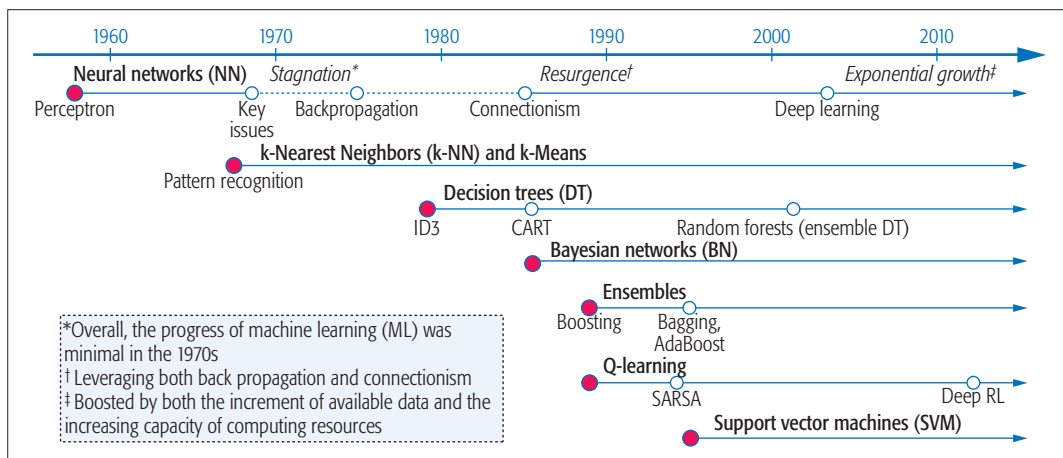 1960 1970 1980 1990 2000 2010
Neural networks (NN) Stagnation* Resurgence† Exponential growth‡
Perceptron Key Backpropagation Connectionism Deep learning
issues
k-Nearest Neighbors (k-NN) and k-Means
Pattern recognition
Decision trees (DT)
ID3 CART Random forests (ensemble DT)
Bayesian networks (BN)
Ensembles
Boosting Bagging,
AdaBoost
Q-learning
SARSA Deep RL
Support vector machines (SVM)
*Overall, the progress of machine learning (ML) was
minimal in the 1970s
† Leveraging both back propagation and connectionism
‡ Boosted by both the increment of available data and the
increasing capacity of computing resources